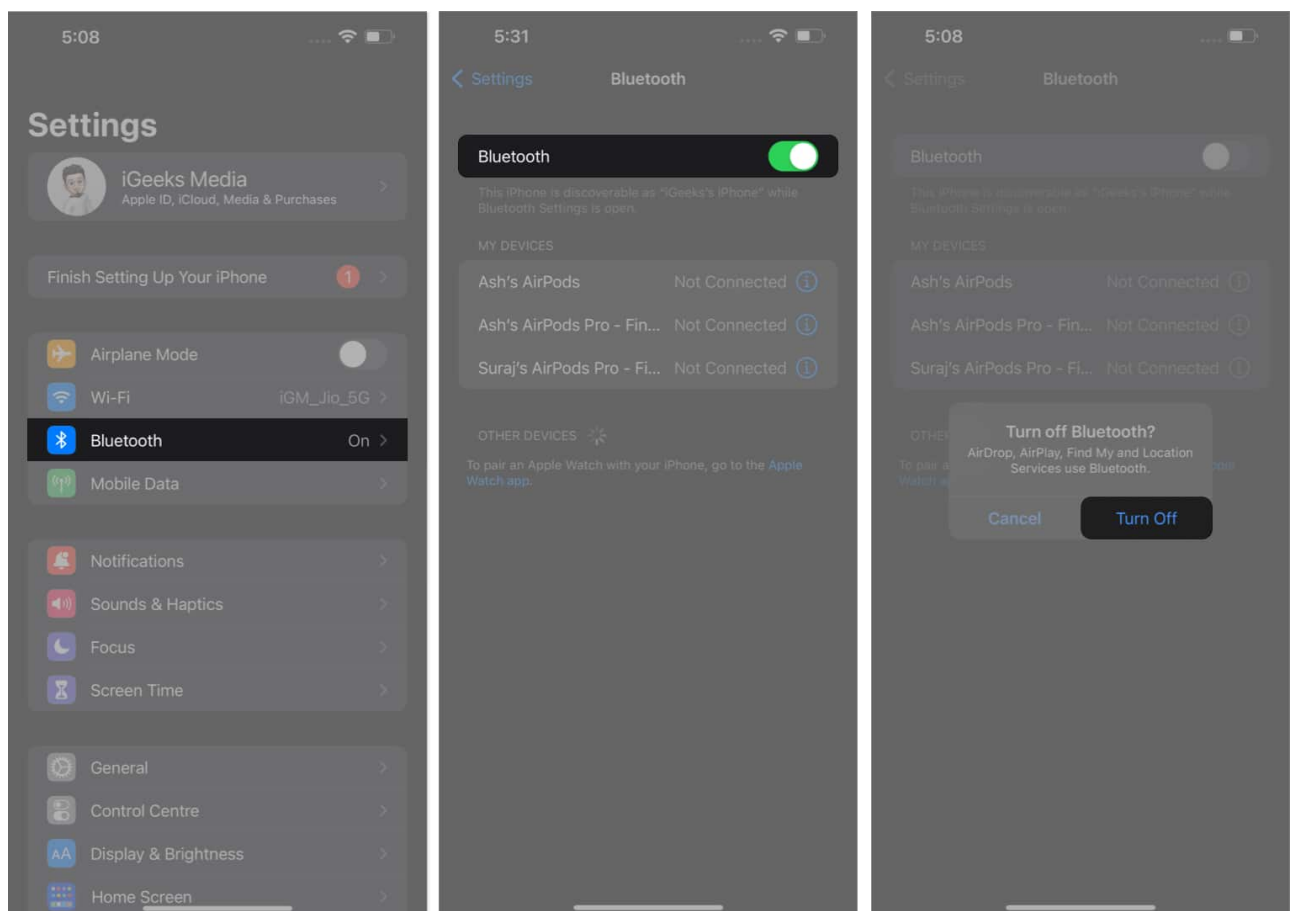 5:08
Settings
iGeeks Media
Apple ID, iCloud, Media & Purchases
Finish Setting Up Your iPhone 1
Airplane Mode
Wi-Fi iGM_Jio_5G
Bluetooth On
Mobile Data
Notifications
Sounds & Haptics
Focus
Screen Time
General
Control Centre
AA Display & Brightness
Home Screen
5:31
Settings Bluetooth
Bluetooth
This iPhone is discoverable as "iGeeks's iPhone" while
Bluetooth Settings is open.
MY DEVICES
Ash's AirPods Not Connected
Ash's AirPods Pro - Fin... Not Connected
Suraj's AirPods Pro - Fi... Not Connected
OTHER DEVICES
To pair an Apple Watch with your iPhone, go to the Apple
Watch app.
5:08
Settings Bluetooth
Bluetooth
This iPhone is discoverable as "iGeeks's iPhone" while
Bluetooth Settings is open.
MY DEVICES
Ash's AirPods Not Connected
Ash's AirPods Pro - Fin... Not Connected
Suraj's AirPods Pro - Fi... Not Connected
Turn off Bluetooth?
AirDrop, AirPlay, Find My and Location
Services use Bluetooth.
Cancel Turn Off